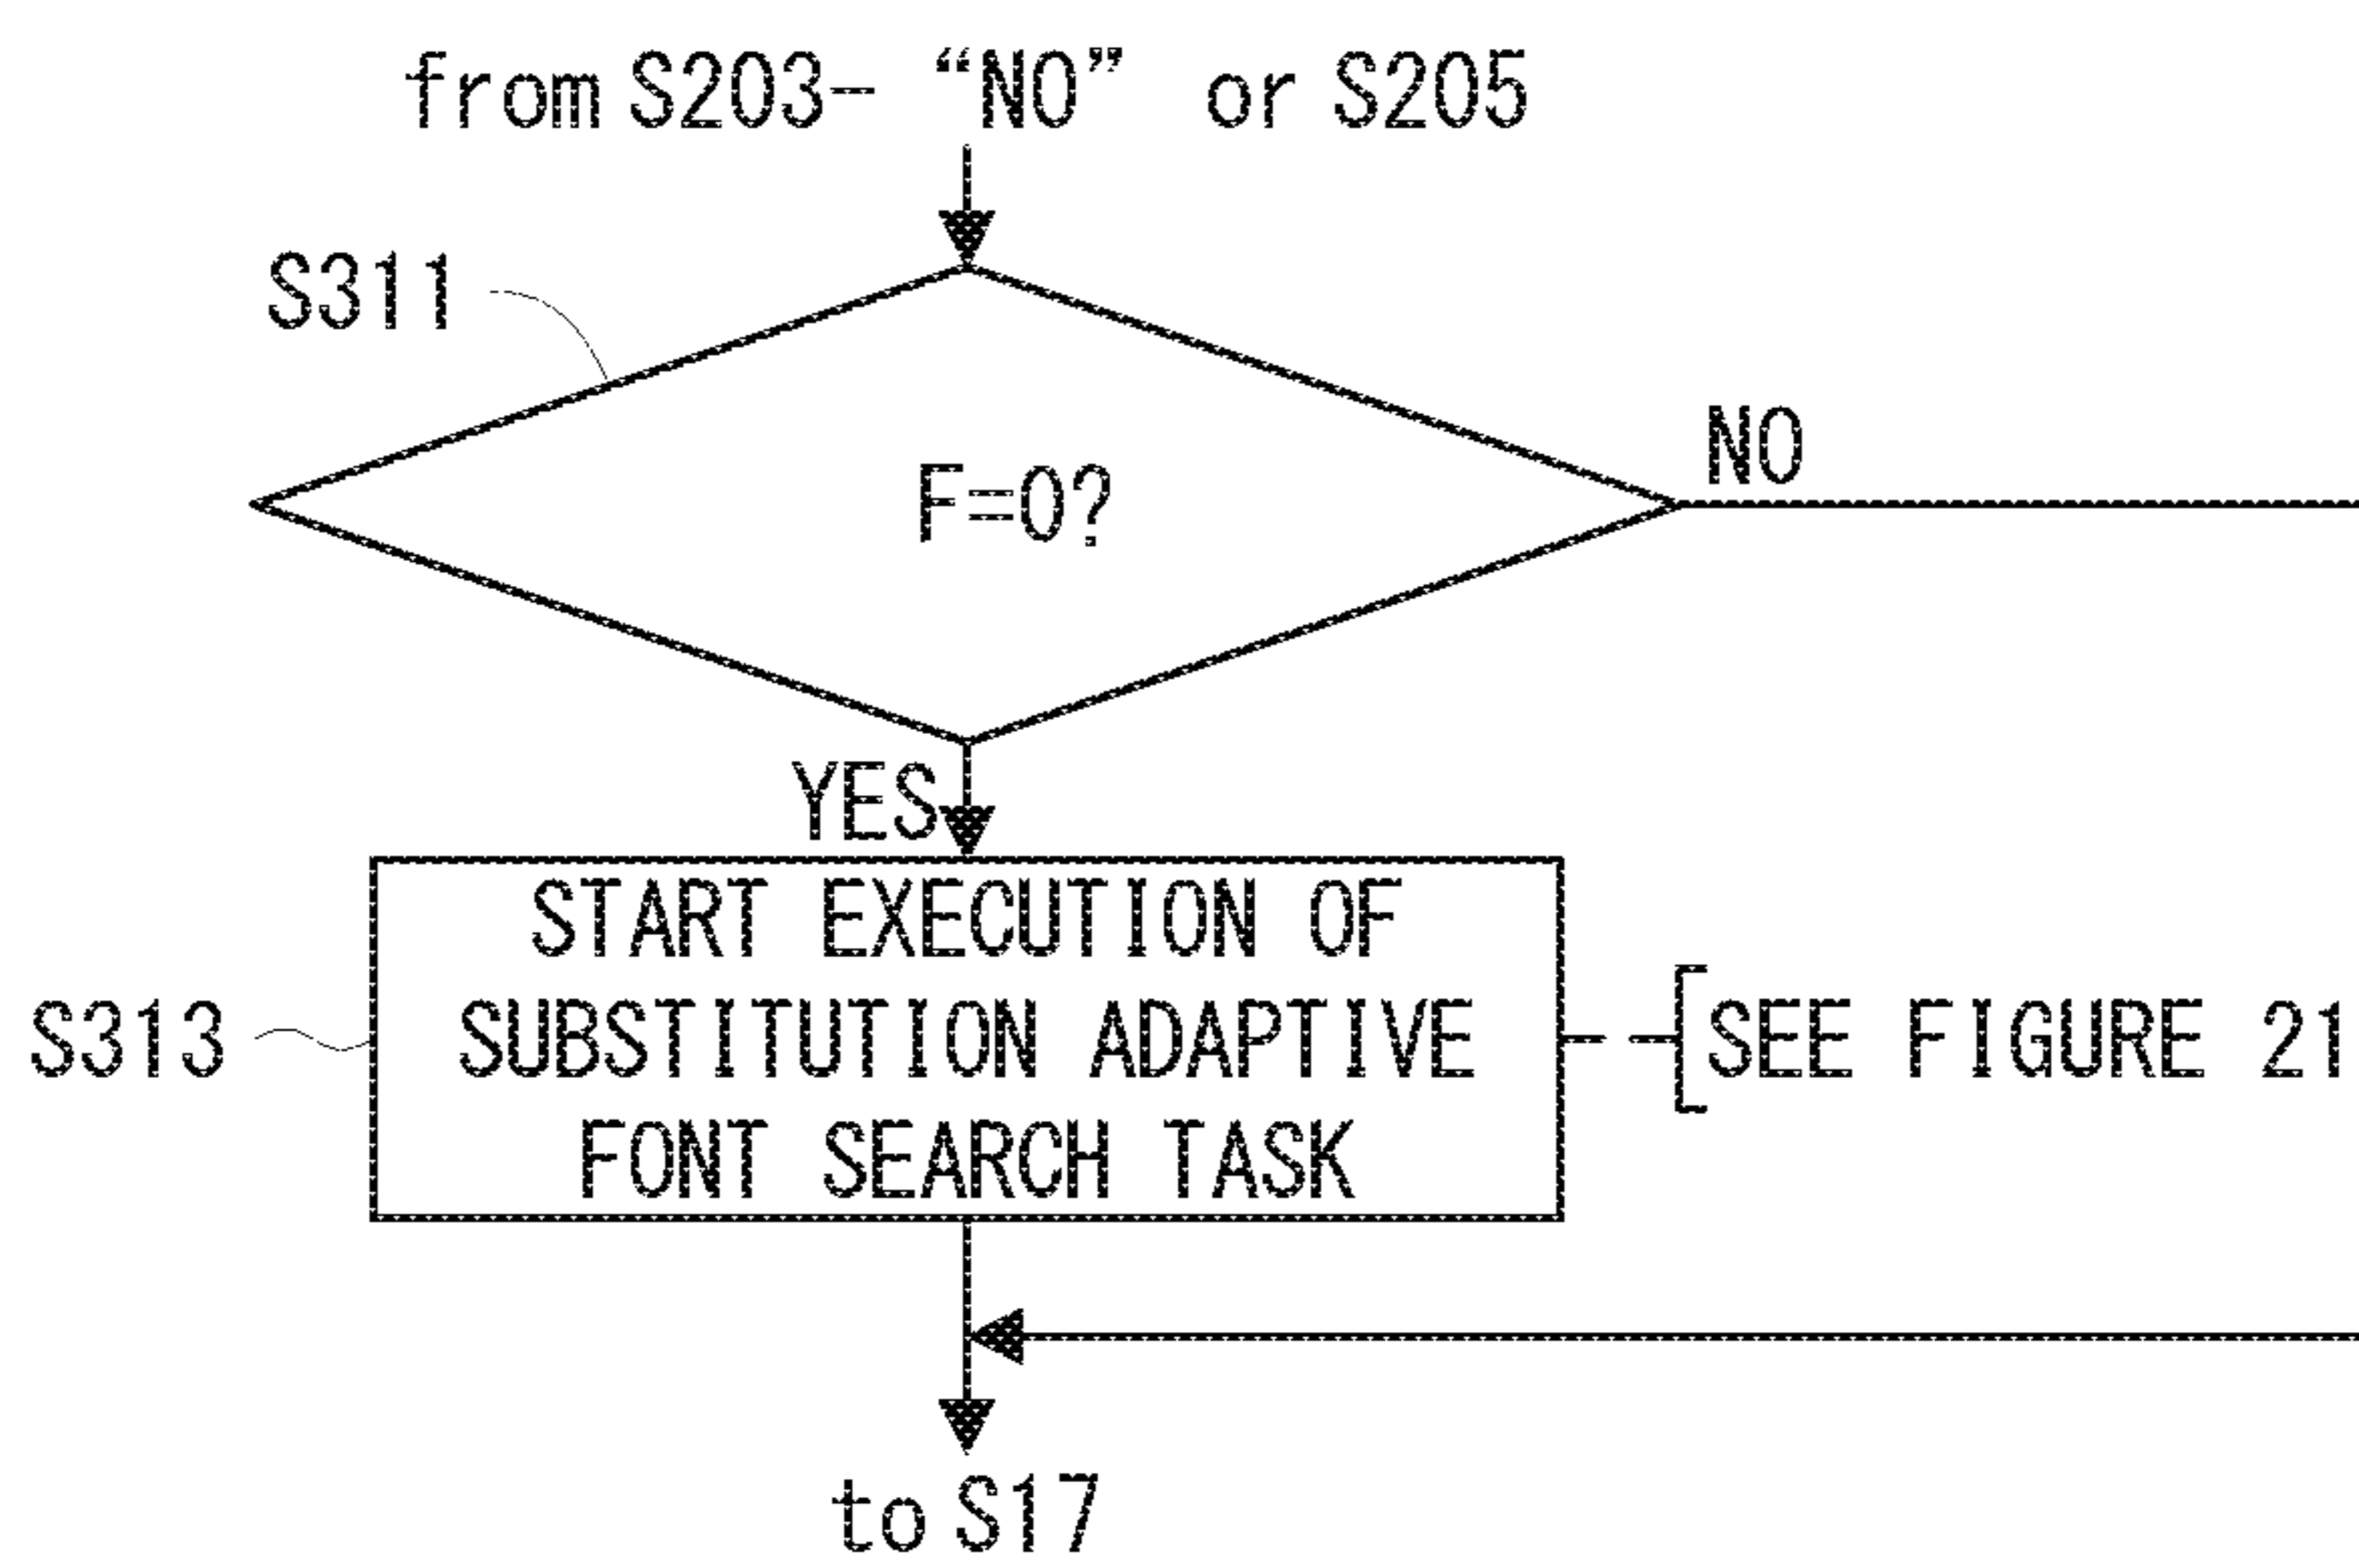 from S203- “NO” or S205
S311
F=0?
NO
YES
START EXECUTION OF
SUBSTITUTION ADAPTIVE
FONT SEARCH TASK
S313
SEE FIGURE 21
to S17